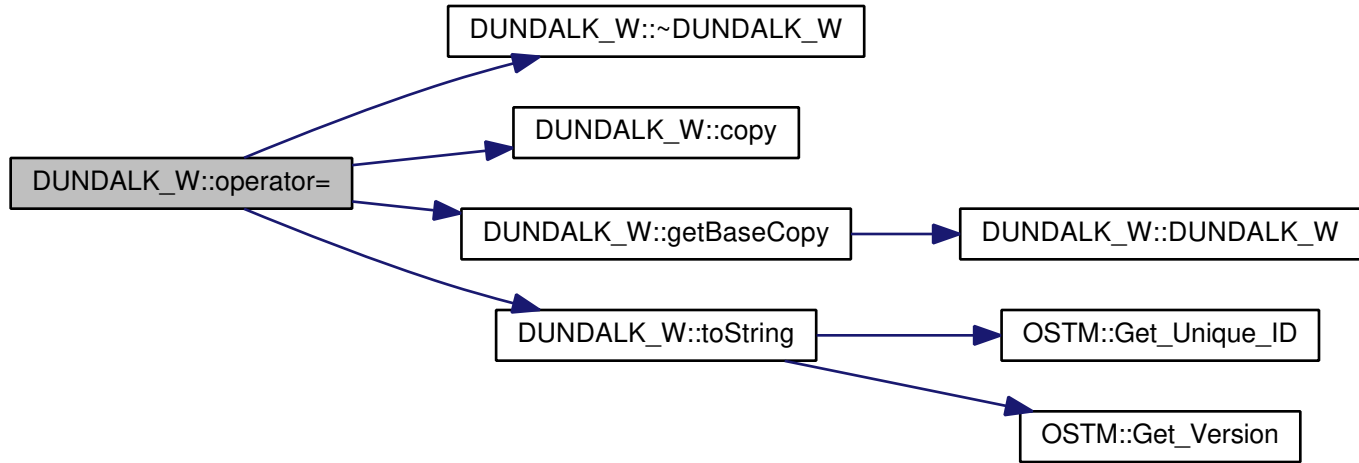 DUNDALK_W::~DUNDALK_W
DUNDALK_W::copy
DUNDALK_W::operator=
DUNDALK_W::getBaseCopy
DUNDALK_W::DUNDALK_W
DUNDALK_W::toString
OSTM::Get_Unique_ID
OSTM::Get_Version